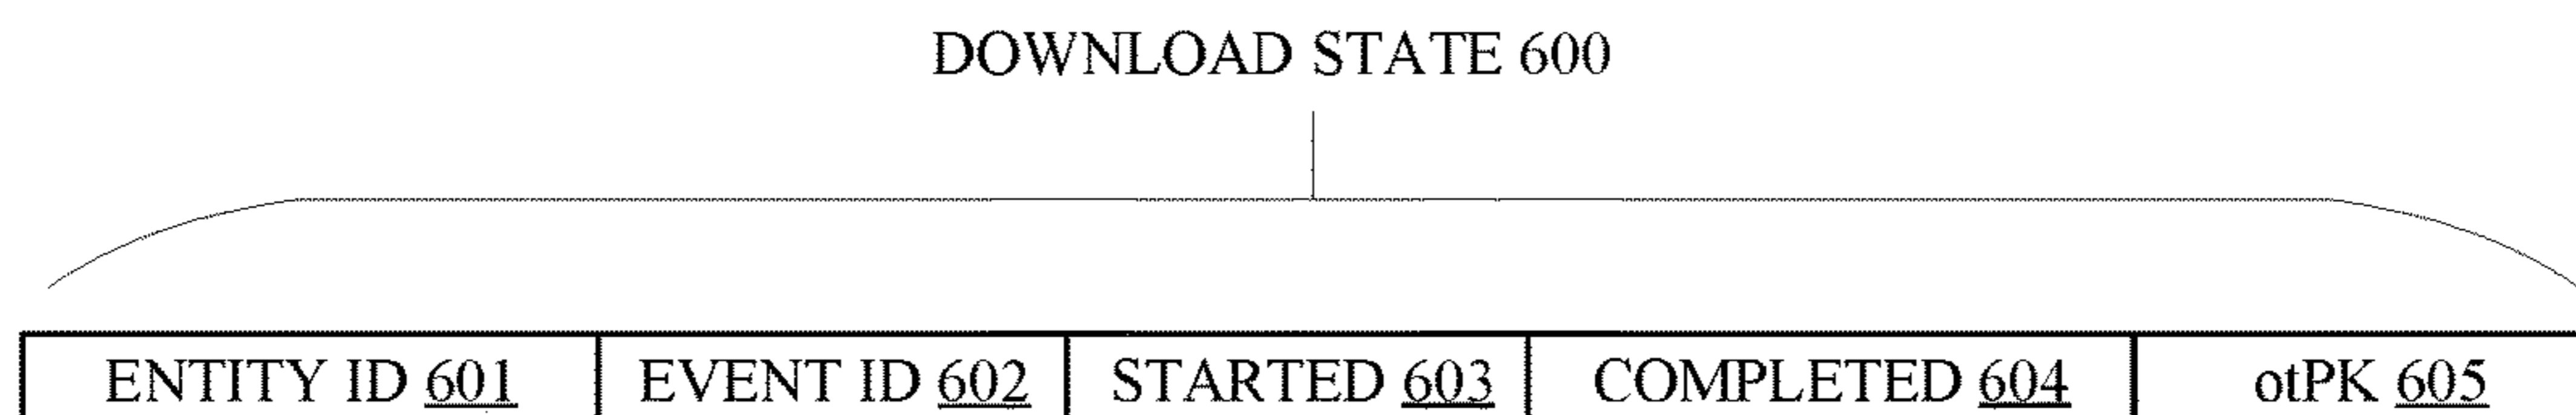 DOWNLOAD STATE 600
ENTITY ID 601 EVENT ID 602 STARTED 603 COMPLETED 604 otPK 605